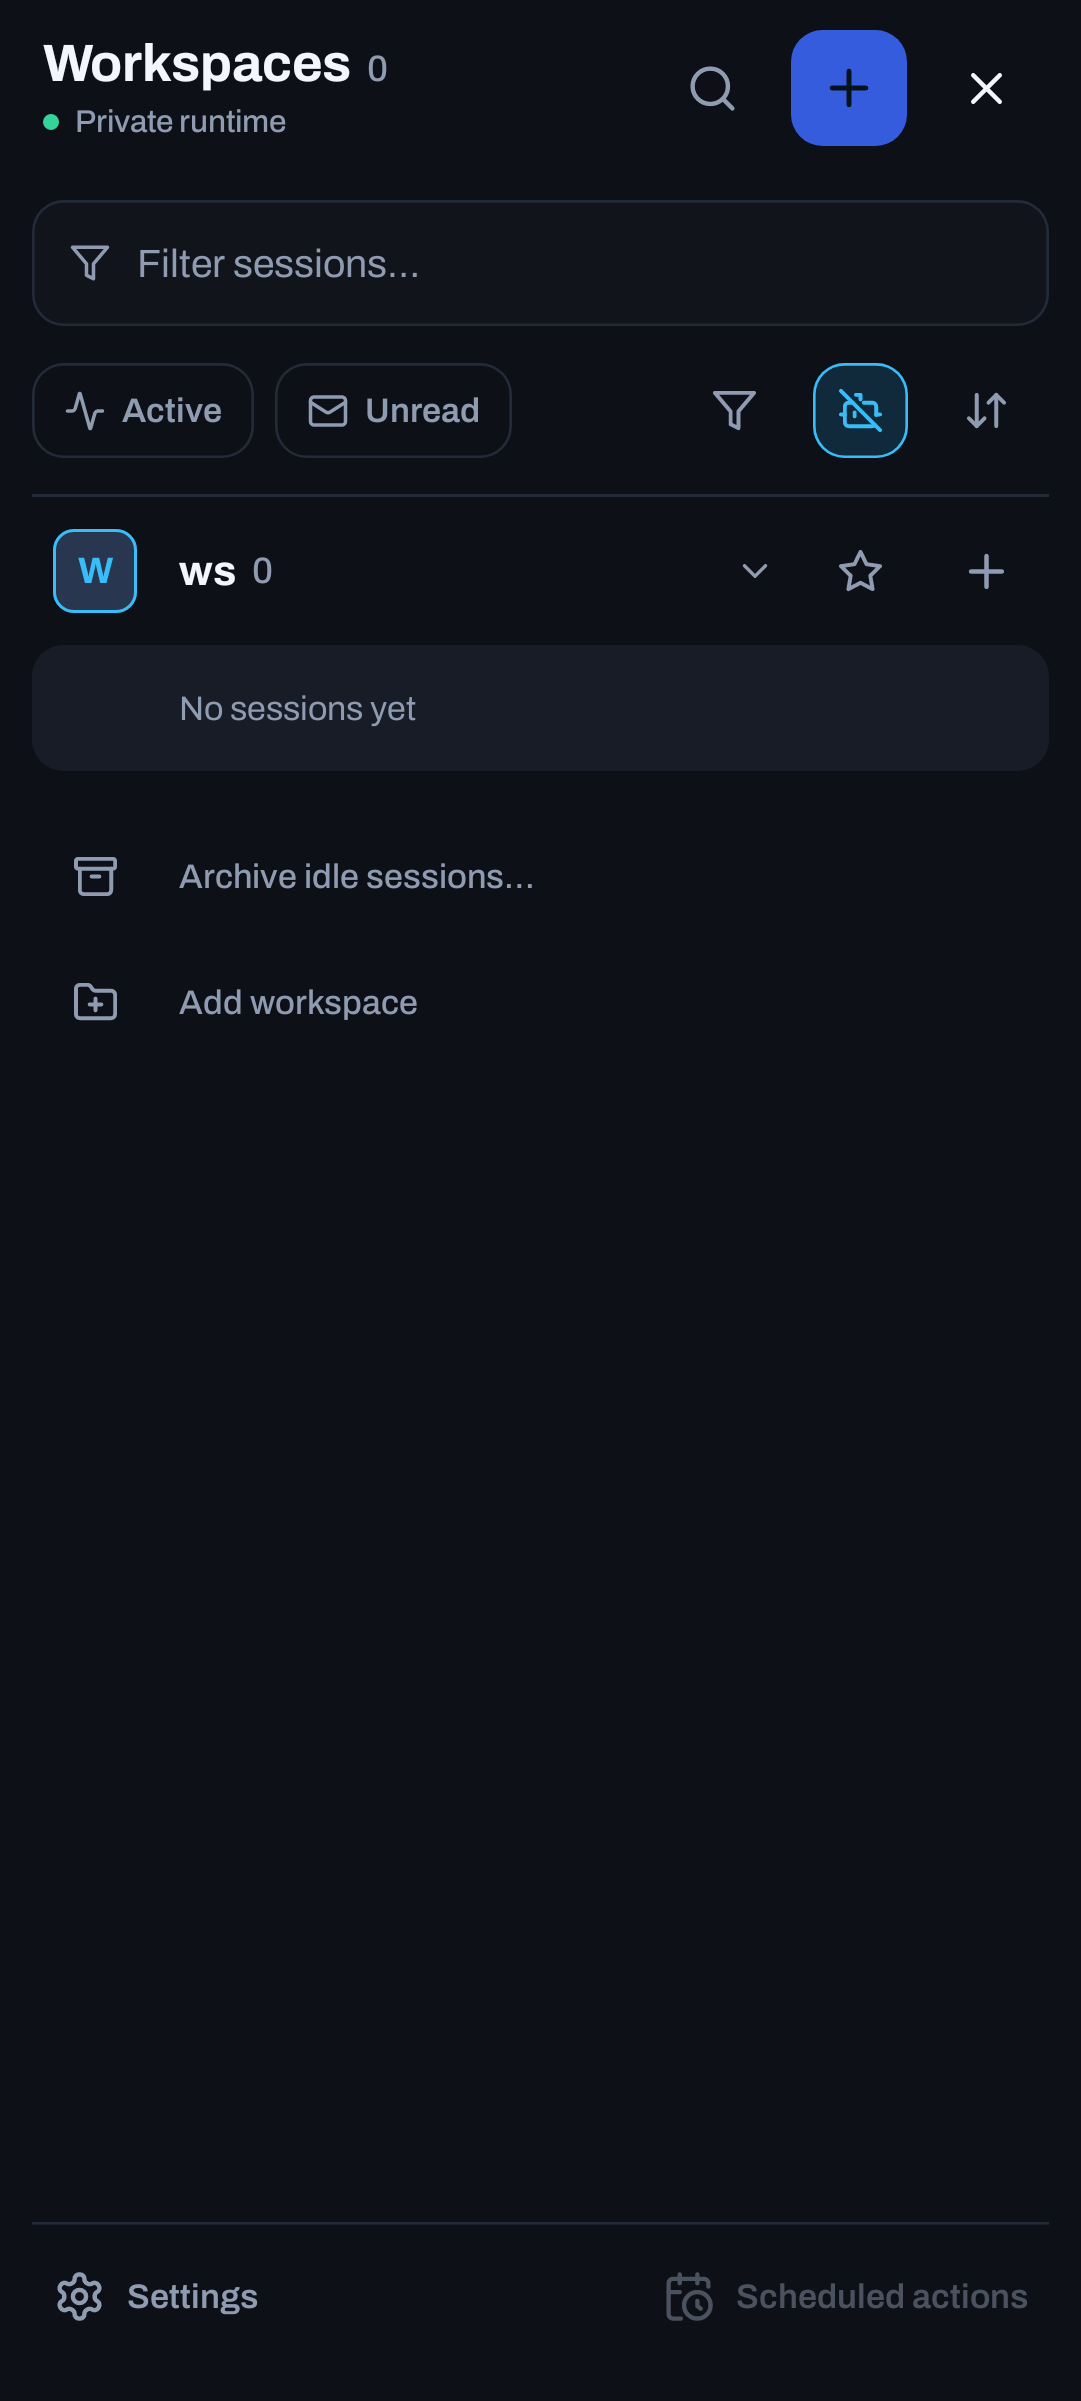 Workspaces 0
Private runtime
Filter sessions...
Active Unread
W ws 0
No sessions yet
Archive idle sessions...
Add workspace
Settings Scheduled actions